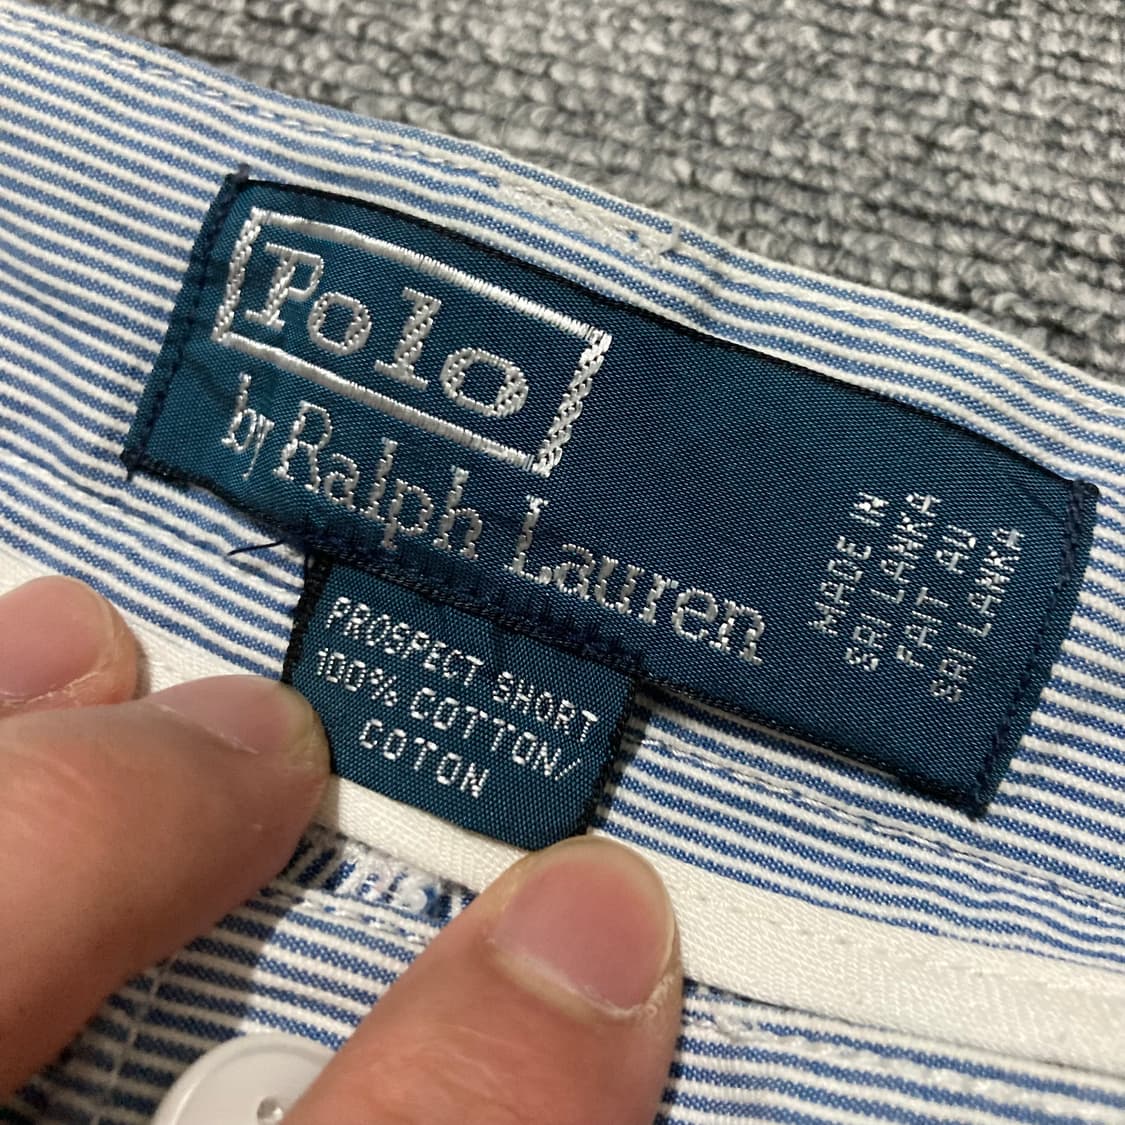 Polo
by Ralph Lauren
MADE IN
SRI LANKA
FAIT AU
SRI LANKA
PROSPECT SHORT
100% COTTON/
COTON